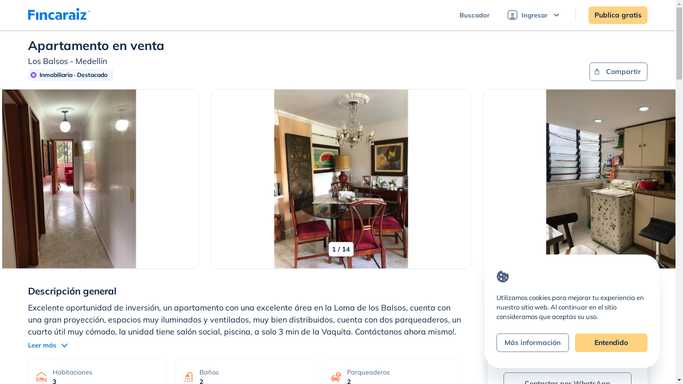 Fincaraiz
Buscador
Ingresar
Publica gratis
Apartamento en venta
Los Balsos - Medellín
Inmobiliaria · Destacado
Compartir
1 / 14
Descripción general
Excelente oportunidad de inversión, un apartamento con una excelente área en la Loma de los Balsos, cuenta con
una gran proyección, espacios muy iluminados y ventilados, muy bien distribuidos, cuenta con dos parqueaderos, un
cuarto útil muy cómodo, la unidad tiene salón social, piscina, a solo 3 min de la Vaquita. Contáctanos ahora mismo!.
Leer más
Habitaciones
3
Baños
2
Parqueaderos
2
Utilizamos cookies para mejorar tu experiencia en
nuestro sitio web. Al continuar en el sitio
consideramos que aceptas su uso.
Más información
Entendido
Contactar por WhatsApp